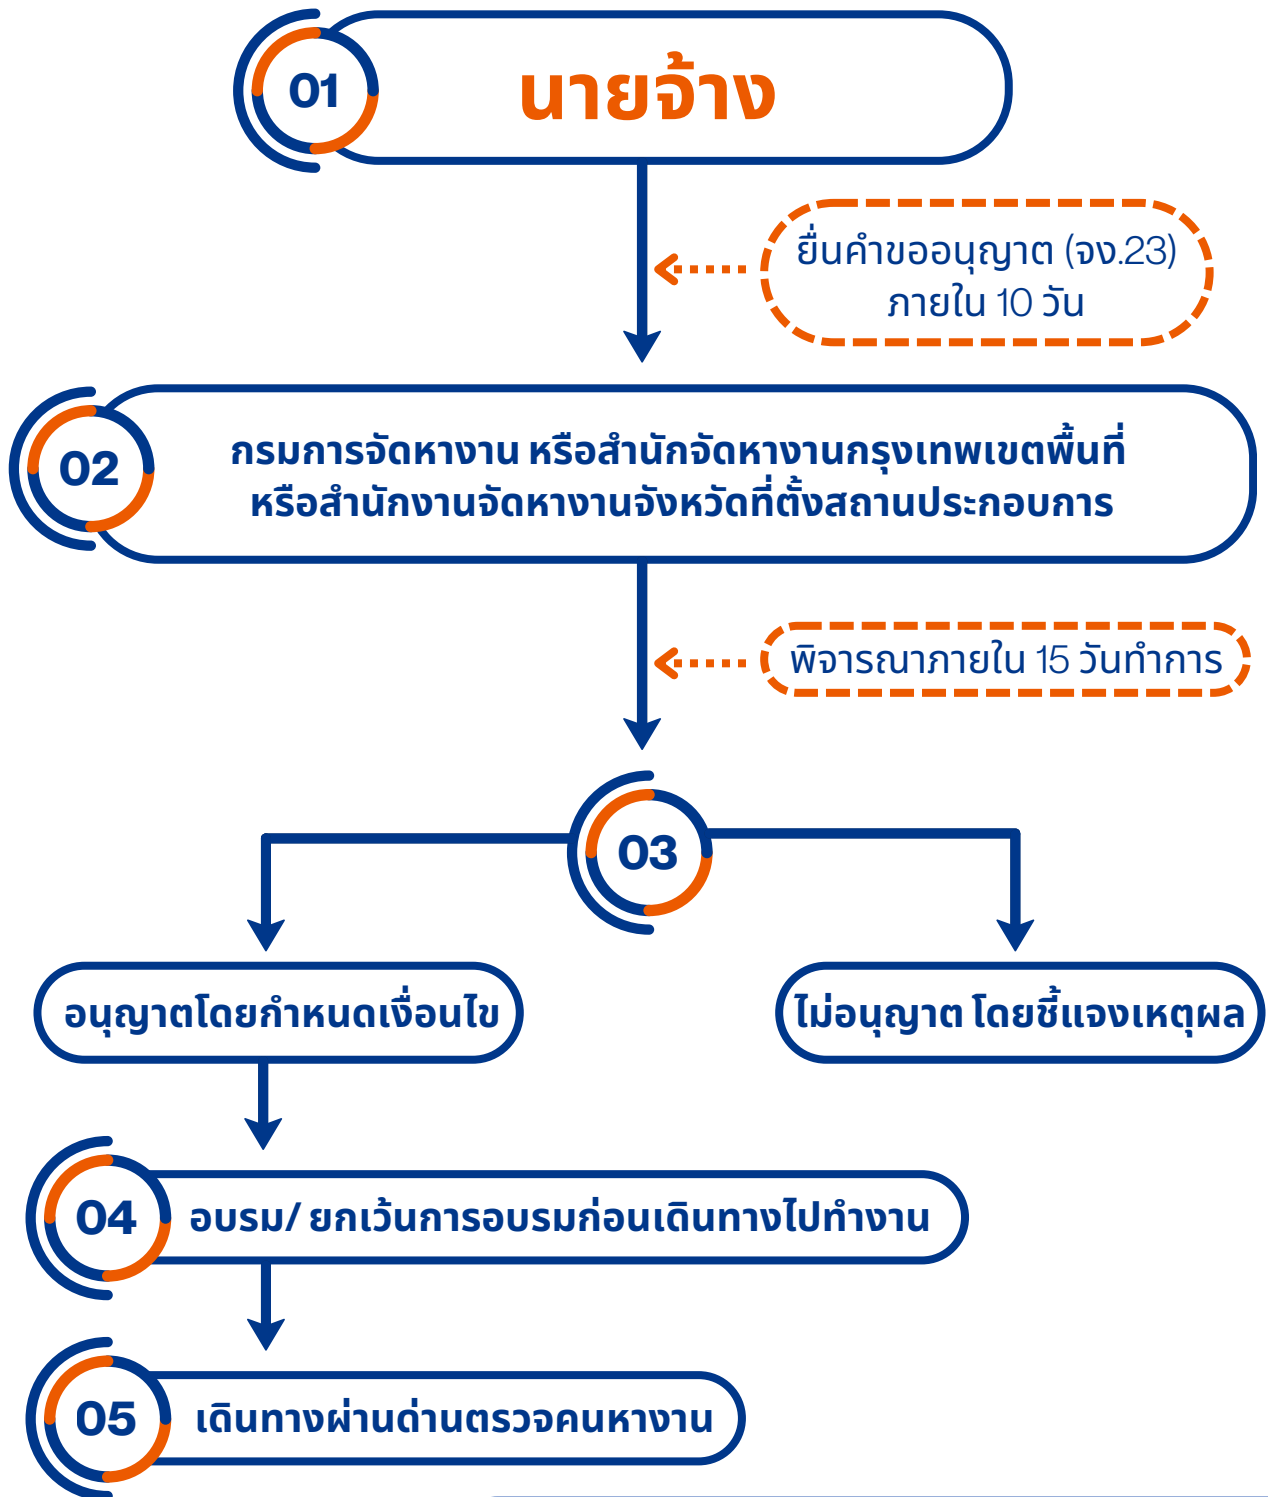 01
นายจ้าง
ยื่นคำขออนุญาต (จง.23)
ภายใน 10 วัน
02
กรมการจัดหางาน หรือสำนักจัดหางานกรุงเทพเขตพื้นที่
หรือสำนักงานจัดหางานจังหวัดที่ตั้งสถานประกอบการ
พิจารณาภายใน 15 วันทำการ
03
อนุญาตโดยกำหนดเงื่อนไข
ไม่อนุญาต โดยชี้แจงเหตุผล
04
อบรม/ ยกเว้นการอบรมก่อนเดินทางไปทำงาน
05
เดินทางผ่านด่านตรวจคนหางาน